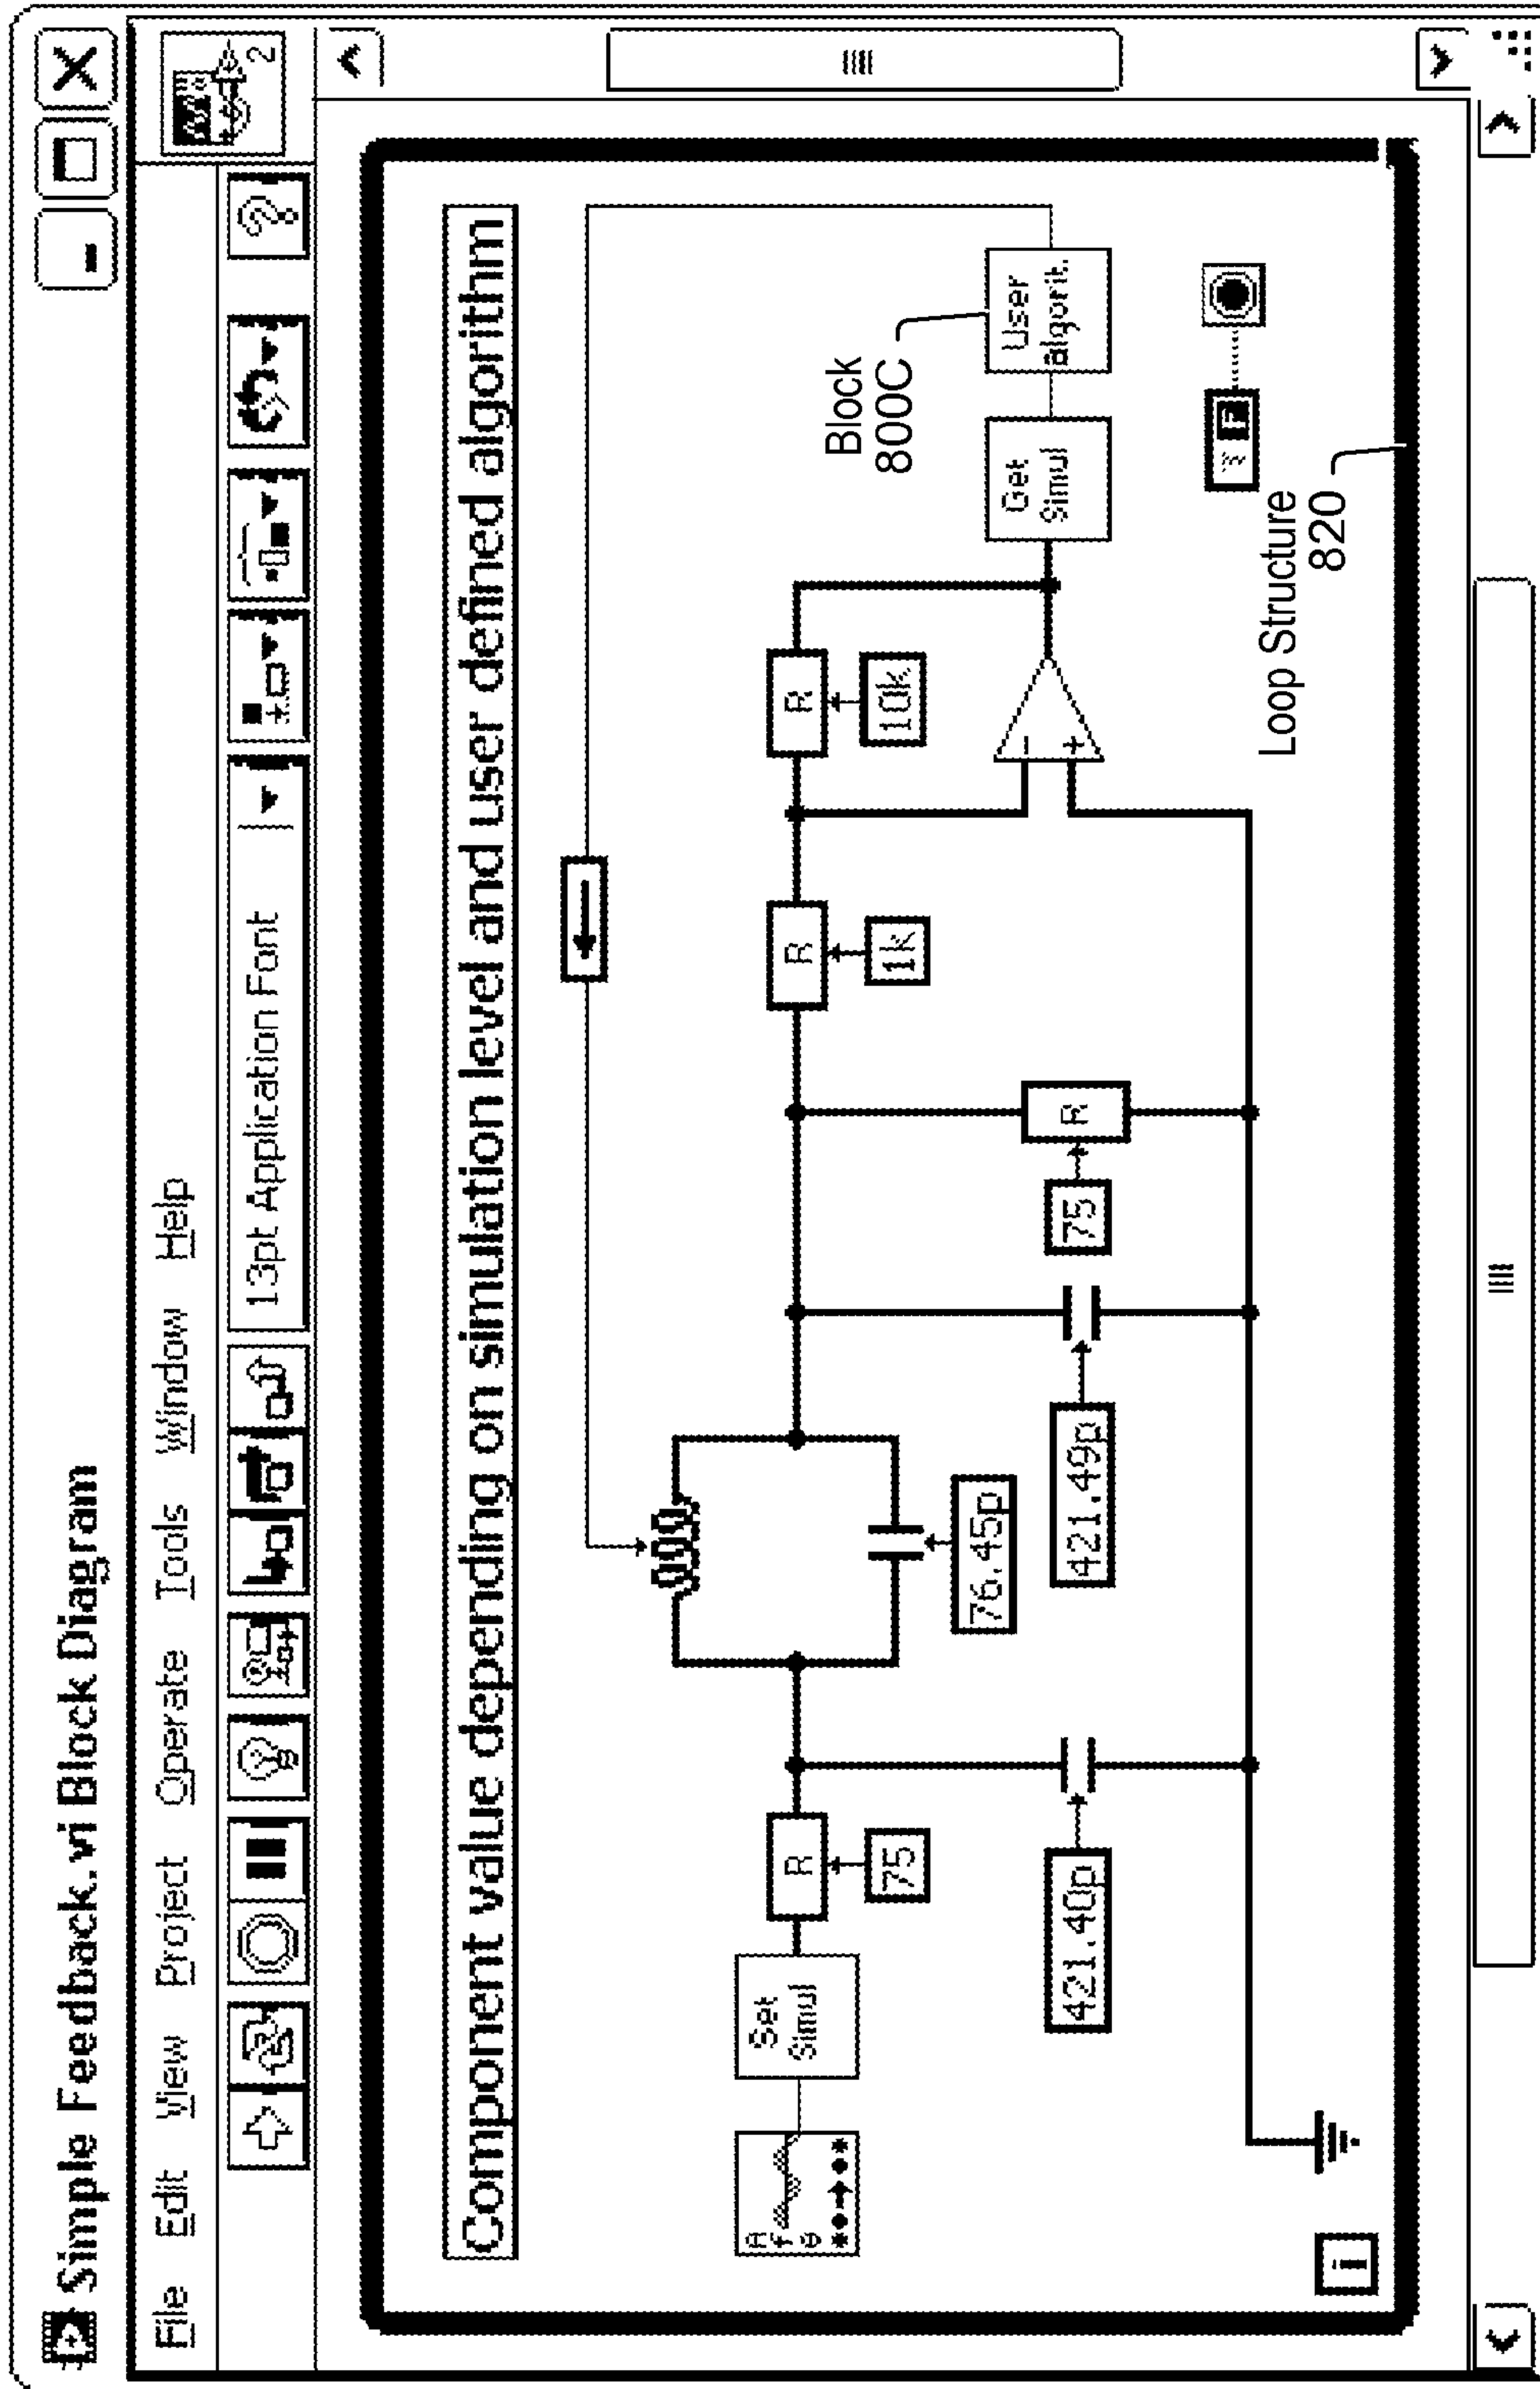 Simple Feedback.vi Block Diagram
File Edit View Project Operate Tools Window Help
13pt Application Font
?
2
Component value depending on simulation level and user defined algorithm
A
f
θ
Set
Simul
R
75
421.40p
76.45p
421.49p
75
R
R
1k
R
10k
-
+
Get
Simul
User
algorit.
Block
800C
F
Loop Structure
820
i